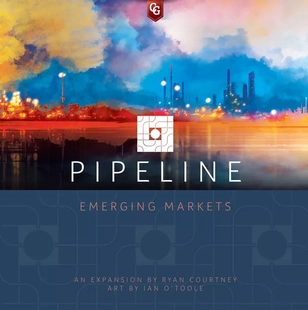 CG
PIPELINE
EMERGING MARKETS
AN EXPANSION BY RYAN COURTNEY
ART BY IAN O'TOOLE